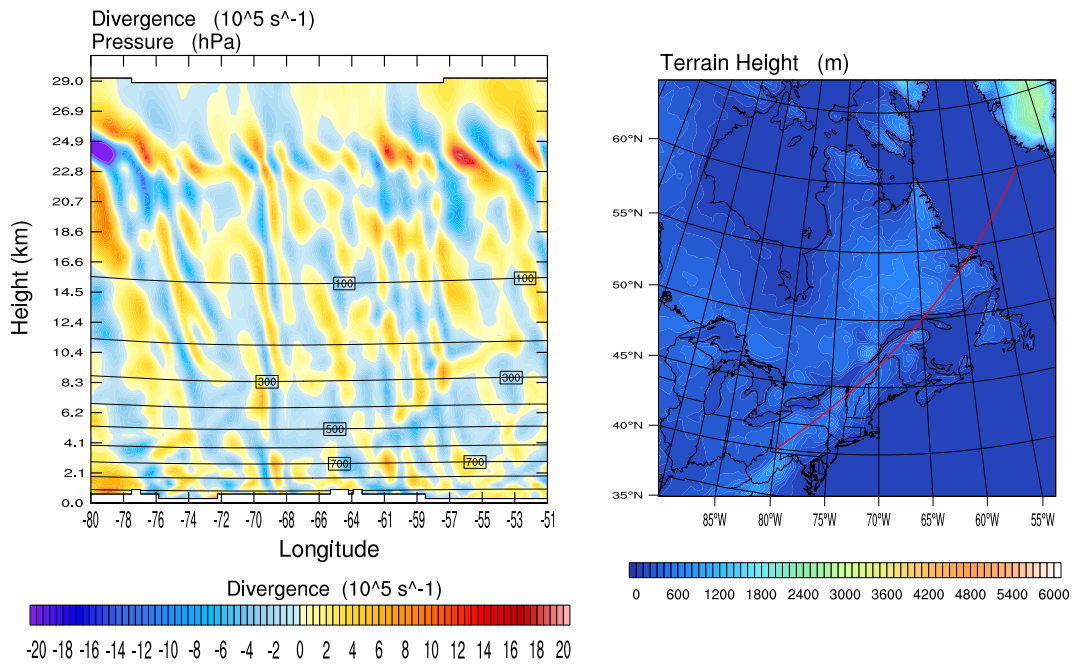 Divergence (10^5 s^-1)
Pressure (hPa)
Terrain Height (m)
29.0
26.9
24.9
22.8
20.7
18.6
16.6
14.5
12.4
10.4
8.3
6.2
4.1
2.1
0.0
Height (km)
100
100
300
300
500
700
700
-80 -78 -76 -74 -72 -70 -68 -66 -64 -61 -59 -57 -55 -53 -51
Longitude
60°N
55°N
50°N
45°N
40°N
35°N
85°W 80°W 75°W 70°W 65°W 60°W 55°W
Divergence (10^5 s^-1)
-20 -18 -16 -14 -12 -10 -8 -6 -4 -2 0 2 4 6 8 10 12 14 16 18 20
0 600 1200 1800 2400 3000 3600 4200 4800 5400 6000